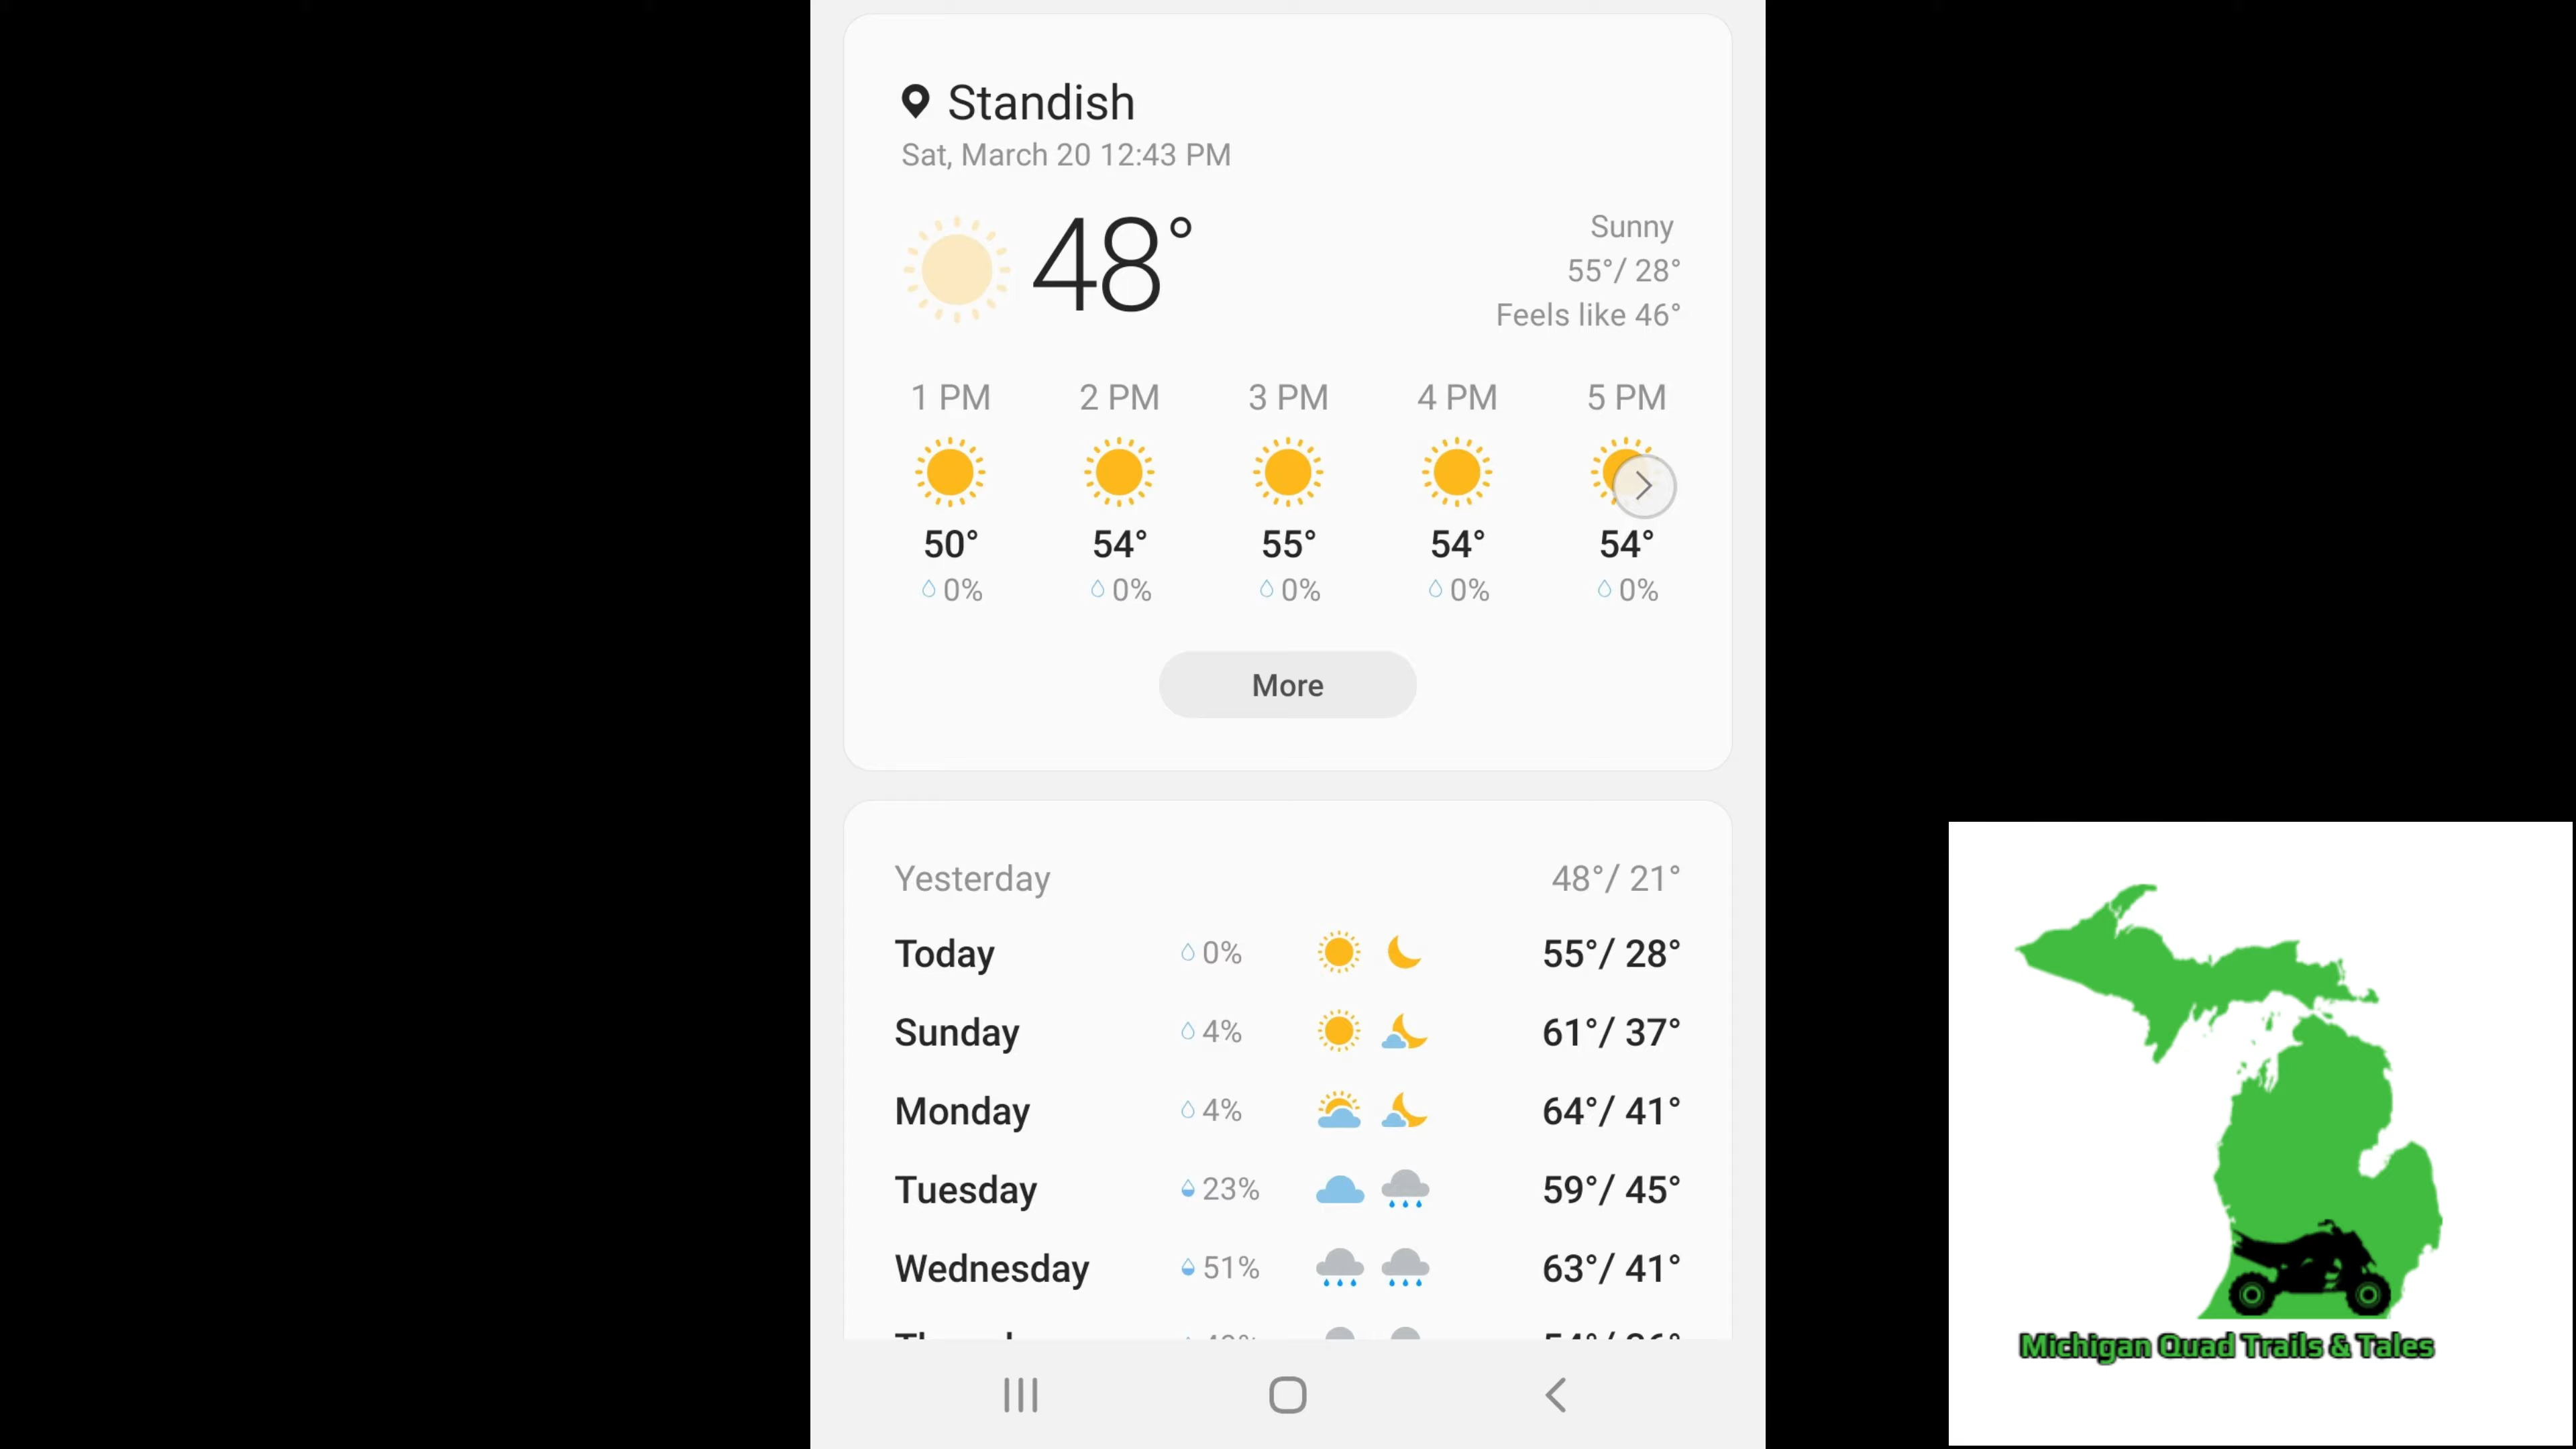 Standish
Sat, March 20 12:43 PM
48°
Sunny
55°/ 28°
Feels like 46°
1 PM 2 PM 3 PM 4 PM 5 PM
50° 54° 55° 54° 54°
0% 0% 0% 0% 0%
More
Yesterday 48°/ 21°
Today 0% 55°/ 28°
Sunday 4% 61°/ 37°
Monday 4% 64°/ 41°
Tuesday 23% 59°/ 45°
Wednesday 51% 63°/ 41°
Michigan Quad Trails & Tales